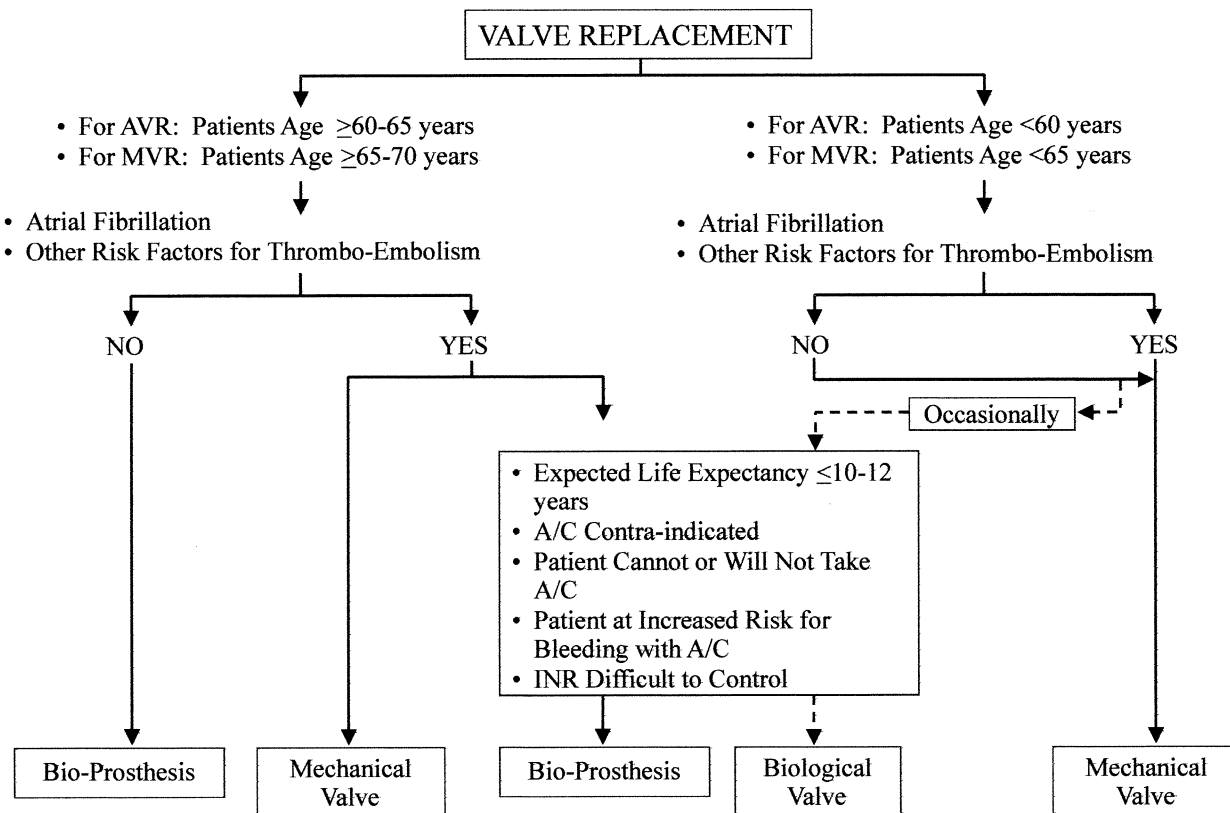 VALVE REPLACEMENT
• For AVR: Patients Age ≥60-65 years
• For MVR: Patients Age ≥65-70 years
• For AVR: Patients Age <60 years
• For MVR: Patients Age <65 years
• Atrial Fibrillation
• Other Risk Factors for Thrombo-Embolism
• Atrial Fibrillation
• Other Risk Factors for Thrombo-Embolism
NO
YES
NO
YES
Occasionally
• Expected Life Expectancy ≤10-12
years
• A/C Contra-indicated
• Patient Cannot or Will Not Take
A/C
• Patient at Increased Risk for
Bleeding with A/C
• INR Difficult to Control
Bio-Prosthesis
Mechanical
Valve
Bio-Prosthesis
Biological
Valve
Mechanical
Valve